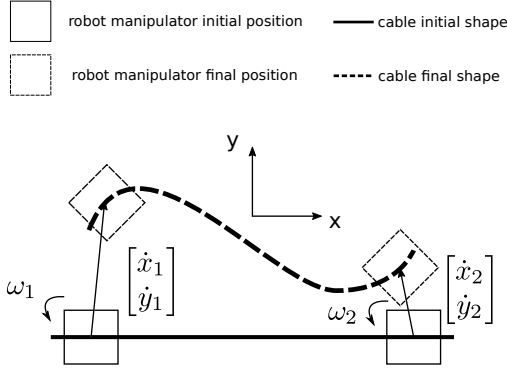 robot manipulator initial position
cable initial shape
robot manipulator final position
cable final shape
y
x
ω₁
[ẋ₁
ẏ₁]
ω₂
[ẋ₂
ẏ₂]